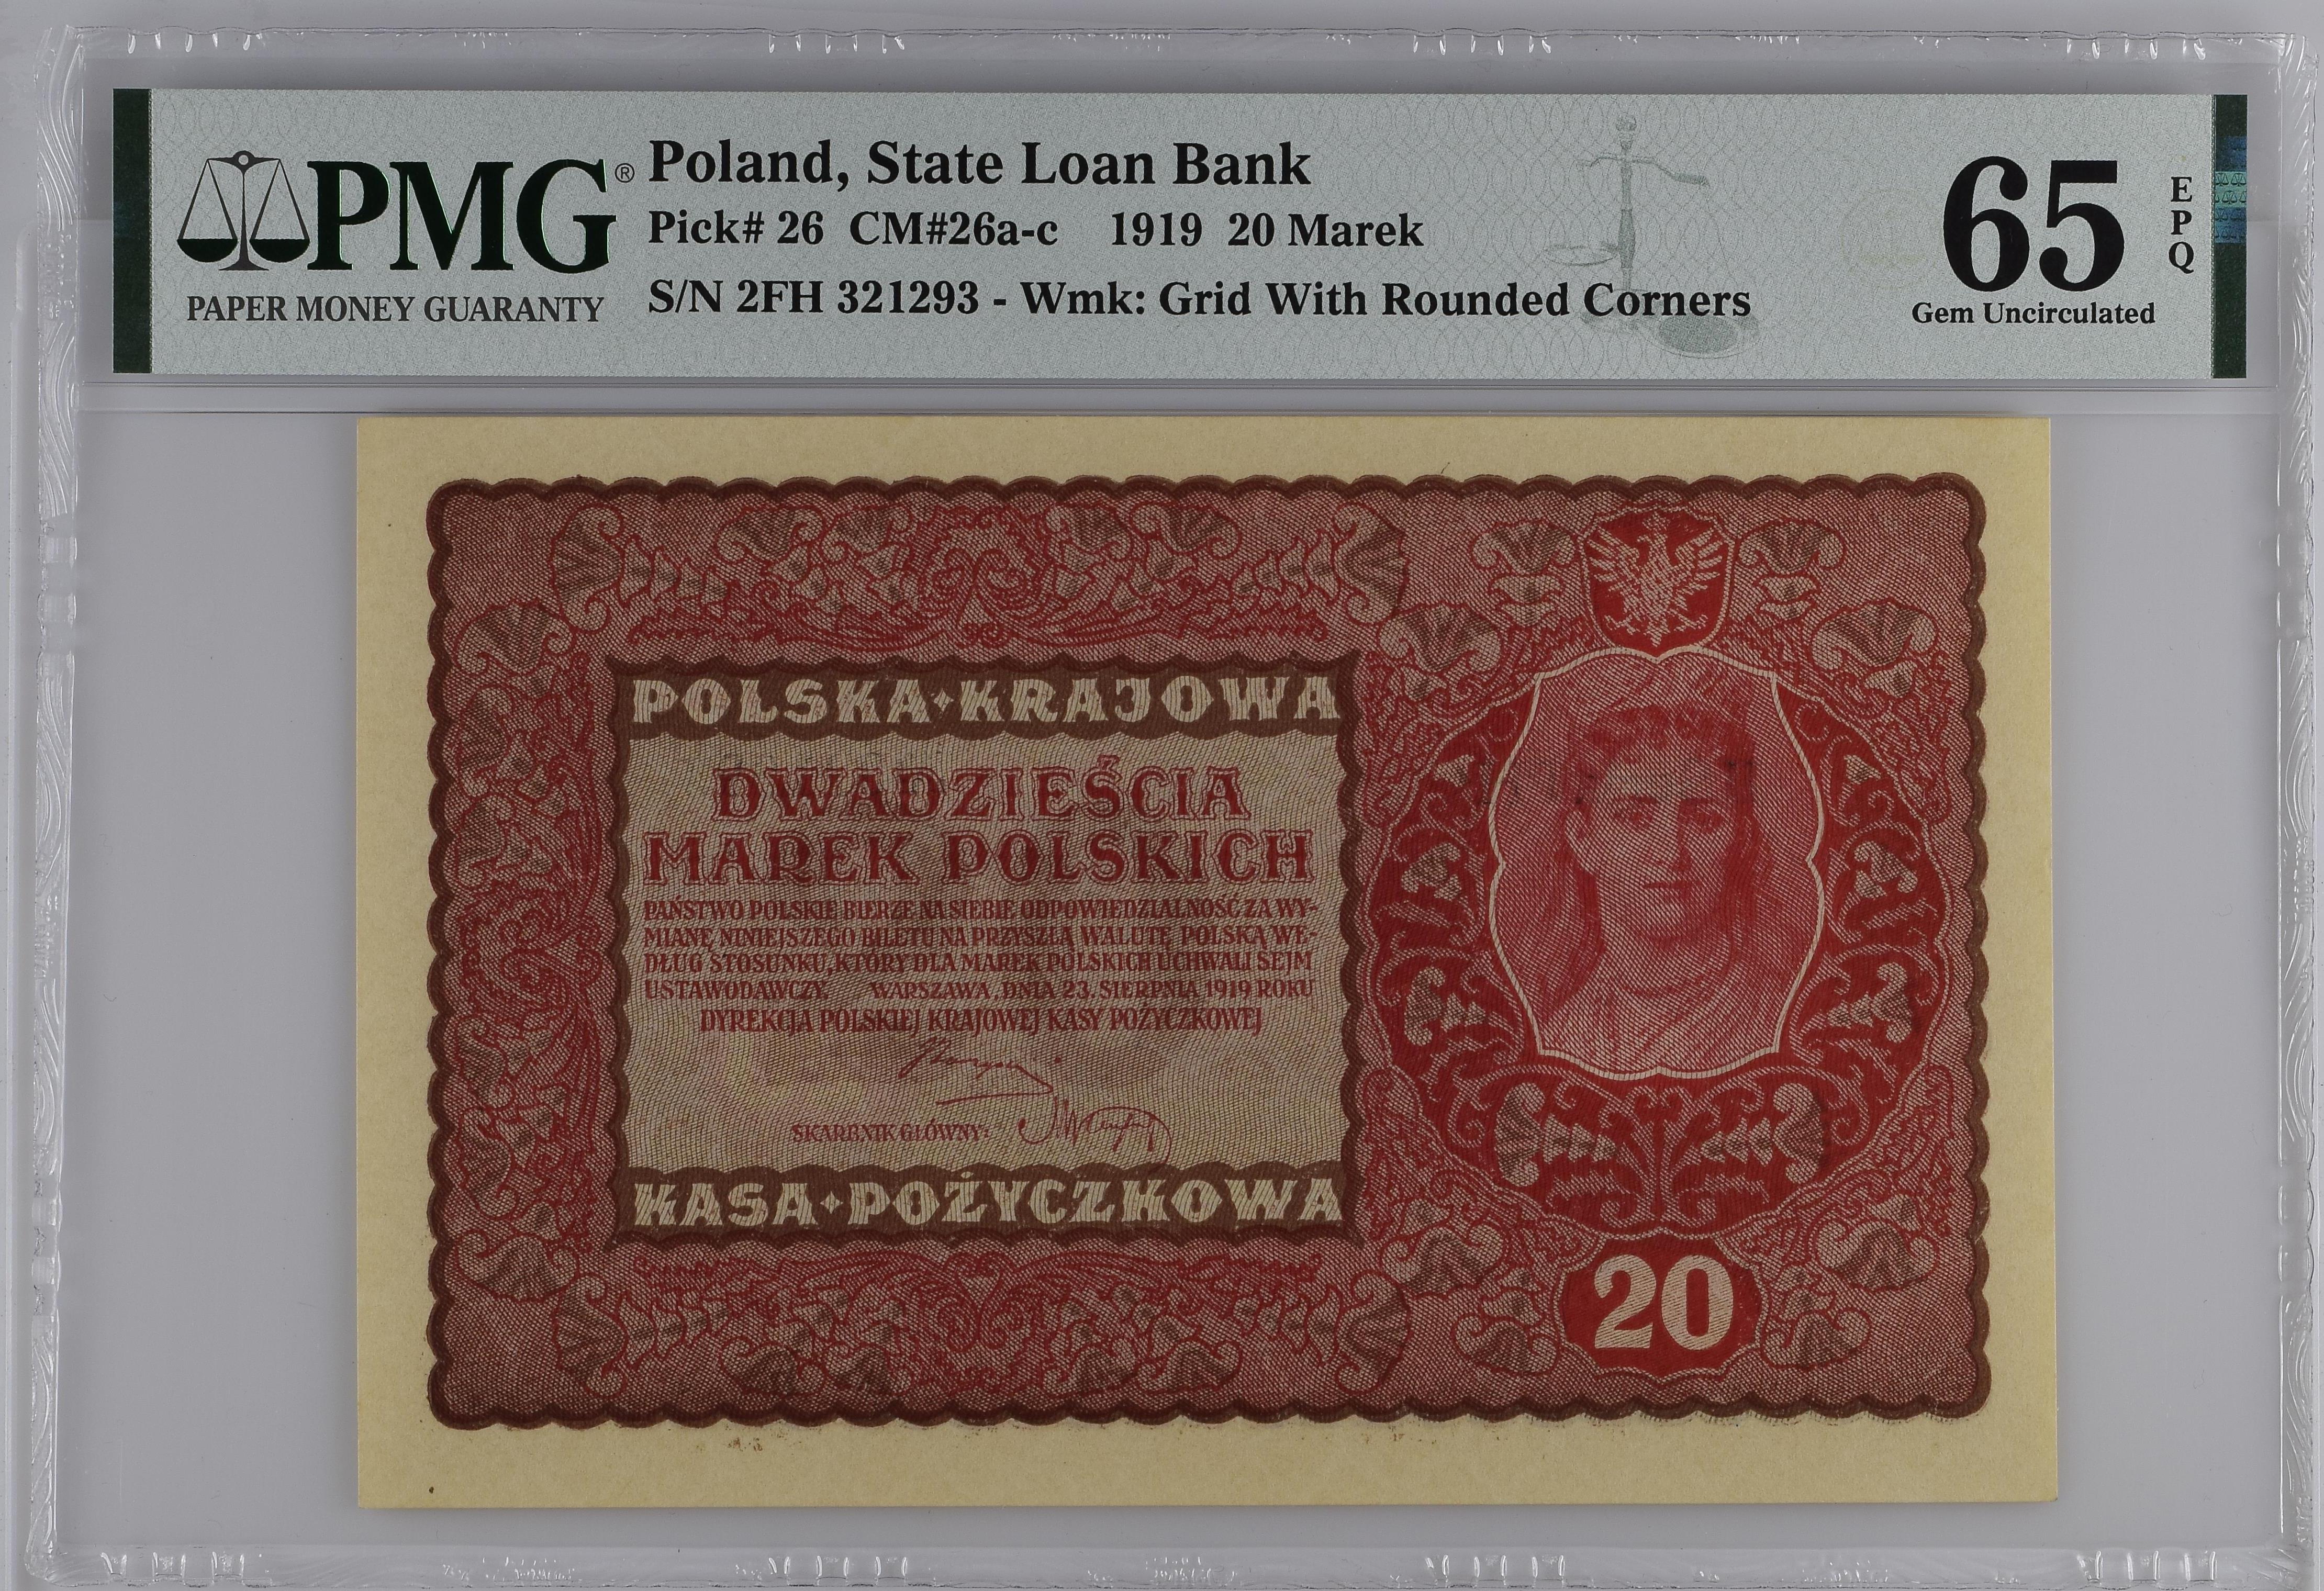 PMG®
PAPER MONEY GUARANTY
Poland, State Loan Bank
Pick# 26 CM#26a-c 1919 20 Marek
S/N 2FH 321293 - Wmk: Grid With Rounded Corners
65
EPQ
Gem Uncirculated
POLSKA KRAJOWA
DWADZIEŚCIA
MAREK POLSKICH
PAŃSTWO POLSKIE BIERZE NA SIEBIE ODPOWIEDZIALNOŚĆ ZA WY-
MIANĘ NINIEJSZEGO BILETU NA PRZYSZŁĄ WALUTĘ POLSKĄ WE-
DŁUG STOSUNKU, KTÓRY DLA MAREK POLSKICH UCHWALI SEJM
USTAWODAWCZY. WARSZAWA, DNIA 23. SIERPNIA 1919 ROKU
DYREKCJA POLSKIEJ KRAJOWEJ KASY POŻYCZKOWEJ
SKARBNIK GŁÓWNY:
KASA POŻYCZKOWA
20